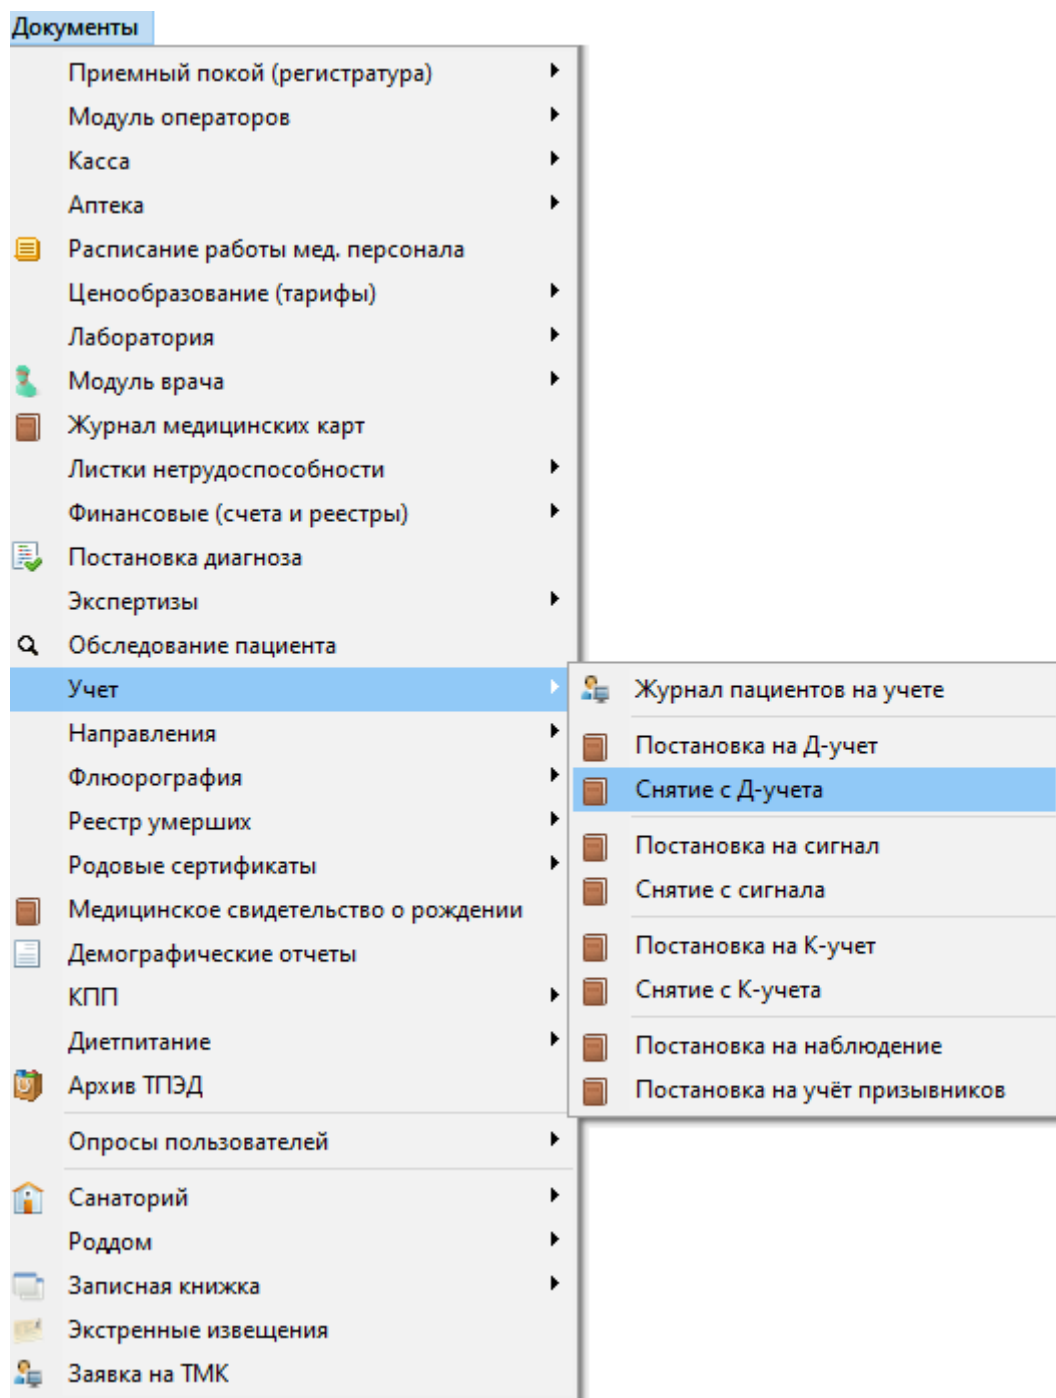 Документы
Приемный покой (регистратура)
Модуль операторов
Касса
Аптека
Расписание работы мед. персонала
Ценообразование (тарифы)
Лаборатория
Модуль врача
Журнал медицинских карт
Листки нетрудоспособности
Финансовые (счета и реестры)
Постановка диагноза
Экспертизы
Обследование пациента
Учет
Направления
Флюорография
Реестр умерших
Родовые сертификаты
Медицинское свидетельство о рождении
Демографические отчеты
КПП
Диетпитание
Архив ТПЭД
Опросы пользователей
Санаторий
Роддом
Записная книжка
Экстренные извещения
Заявка на ТМК
Журнал пациентов на учете
Постановка на Д-учет
Снятие с Д-учета
Постановка на сигнал
Снятие с сигнала
Постановка на К-учет
Снятие с К-учета
Постановка на наблюдение
Постановка на учёт призывников